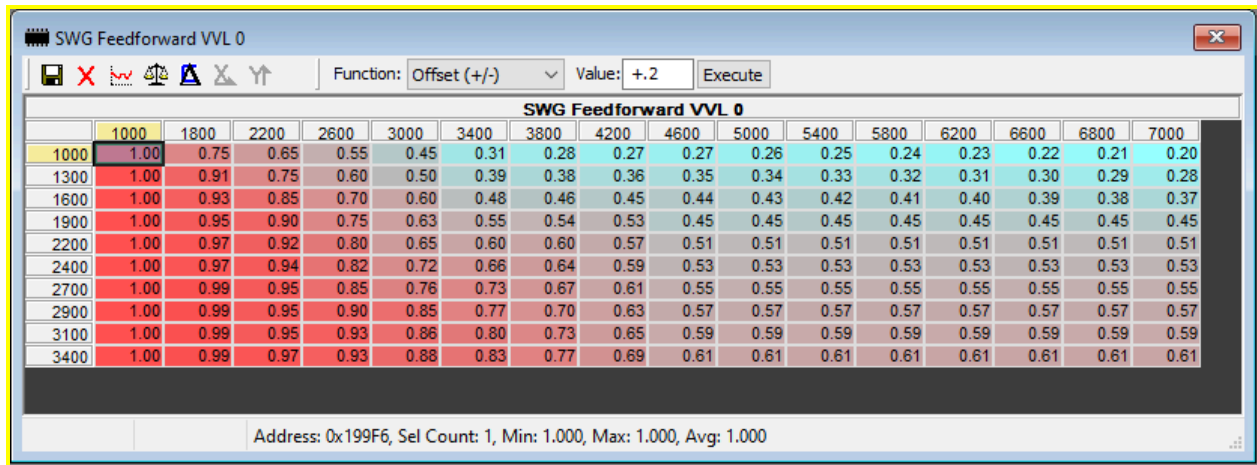 SWG Feedforward VVL 0
Function: Offset (+/-) Value: +.2 Execute
SWG Feedforward VVL 0
1000 1800 2200 2600 3000 3400 3800 4200 4600 5000 5400 5800 6200 6600 6800 7000
1000 1.00 0.75 0.65 0.55 0.45 0.31 0.28 0.27 0.27 0.26 0.25 0.24 0.23 0.22 0.21 0.20
1300 1.00 0.91 0.75 0.60 0.50 0.39 0.38 0.36 0.35 0.34 0.33 0.32 0.31 0.30 0.29 0.28
1600 1.00 0.93 0.85 0.70 0.60 0.48 0.46 0.45 0.44 0.43 0.42 0.41 0.40 0.39 0.38 0.37
1900 1.00 0.95 0.90 0.75 0.63 0.55 0.54 0.53 0.45 0.45 0.45 0.45 0.45 0.45 0.45 0.45
2200 1.00 0.97 0.92 0.80 0.65 0.60 0.60 0.57 0.51 0.51 0.51 0.51 0.51 0.51 0.51 0.51
2400 1.00 0.97 0.94 0.82 0.72 0.66 0.64 0.59 0.53 0.53 0.53 0.53 0.53 0.53 0.53 0.53
2700 1.00 0.99 0.95 0.85 0.76 0.73 0.67 0.61 0.55 0.55 0.55 0.55 0.55 0.55 0.55 0.55
2900 1.00 0.99 0.95 0.90 0.85 0.77 0.70 0.63 0.57 0.57 0.57 0.57 0.57 0.57 0.57 0.57
3100 1.00 0.99 0.95 0.93 0.86 0.80 0.73 0.65 0.59 0.59 0.59 0.59 0.59 0.59 0.59 0.59
3400 1.00 0.99 0.97 0.93 0.88 0.83 0.77 0.69 0.61 0.61 0.61 0.61 0.61 0.61 0.61 0.61
Address: 0x199F6, Sel Count: 1, Min: 1.000, Max: 1.000, Avg: 1.000